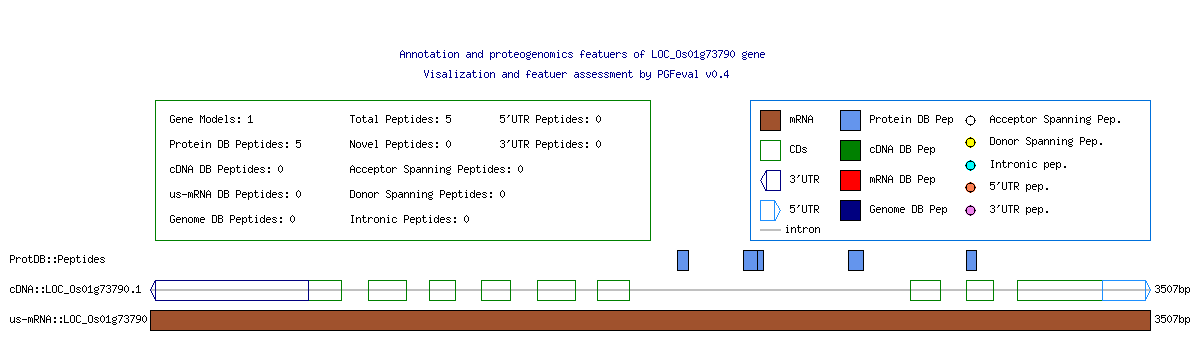 Annotation and proteogenomics featuers of LOC_Os01g73790 gene
Visalization and featuer assessment by PGFeval v0.4
Gene Models: 1
Total Peptides: 5
5'UTR Peptides: 0
Protein DB Peptides: 5
Novel Peptides: 0
3'UTR Peptides: 0
cDNA DB Peptides: 0
Acceptor Spanning Peptides: 0
us-mRNA DB Peptides: 0
Donor Spanning Peptides: 0
Genome DB Peptides: 0
Intronic Peptides: 0
mRNA
Protein DB Pep
Acceptor Spanning Pep.
CDs
cDNA DB Pep
Donor Spanning Pep.
3'UTR
mRNA DB Pep
Intronic pep.
5'UTR
Genome DB Pep
5'UTR pep.
3'UTR pep.
intron
ProtDB::Peptides
cDNA::LOC_Os01g73790.1
3507bp
us-mRNA::LOC_Os01g73790
3507bp